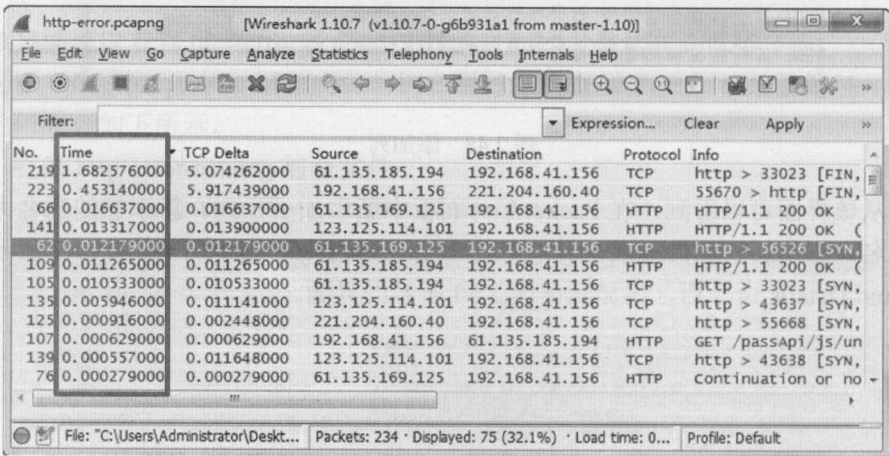 http-error.pcapng [Wireshark 1.10.7 (v1.10.7-0-g6b931a1 from master-1.10)]
File Edit View Go Capture Analyze Statistics Telephony Tools Internals Help
Filter: Expression... Clear Apply
No. Time TCP Delta Source Destination Protocol Info
219 1.682576000 5.074262000 61.135.185.194 192.168.41.156 TCP http > 33023 [FIN,
223 0.453140000 5.917439000 192.168.41.156 221.204.160.40 TCP 55670 > http [FIN,
66 0.016637000 0.016637000 61.135.169.125 192.168.41.156 HTTP HTTP/1.1 200 OK
141 0.013317000 0.013900000 123.125.114.101 192.168.41.156 HTTP HTTP/1.1 200 OK (
62 0.012179000 0.012179000 61.135.169.125 192.168.41.156 TCP http > 56526 [SYN,
109 0.011265000 0.011265000 61.135.185.194 192.168.41.156 HTTP HTTP/1.1 200 OK (
105 0.010533000 0.010533000 61.135.185.194 192.168.41.156 TCP http > 33023 [SYN,
135 0.005946000 0.011141000 123.125.114.101 192.168.41.156 TCP http > 43637 [SYN,
125 0.000916000 0.002448000 221.204.160.40 192.168.41.156 TCP http > 55668 [SYN,
107 0.000629000 0.000629000 192.168.41.156 61.135.185.194 HTTP GET /passApi/js/un
139 0.000557000 0.011648000 123.125.114.101 192.168.41.156 TCP http > 43638 [SYN,
76 0.000279000 0.000279000 61.135.169.125 192.168.41.156 HTTP Continuation or no
File: "C:\Users\Administrator\Deskt... Packets: 234 · Displayed: 75 (32.1%) · Load time: 0... Profile: Default